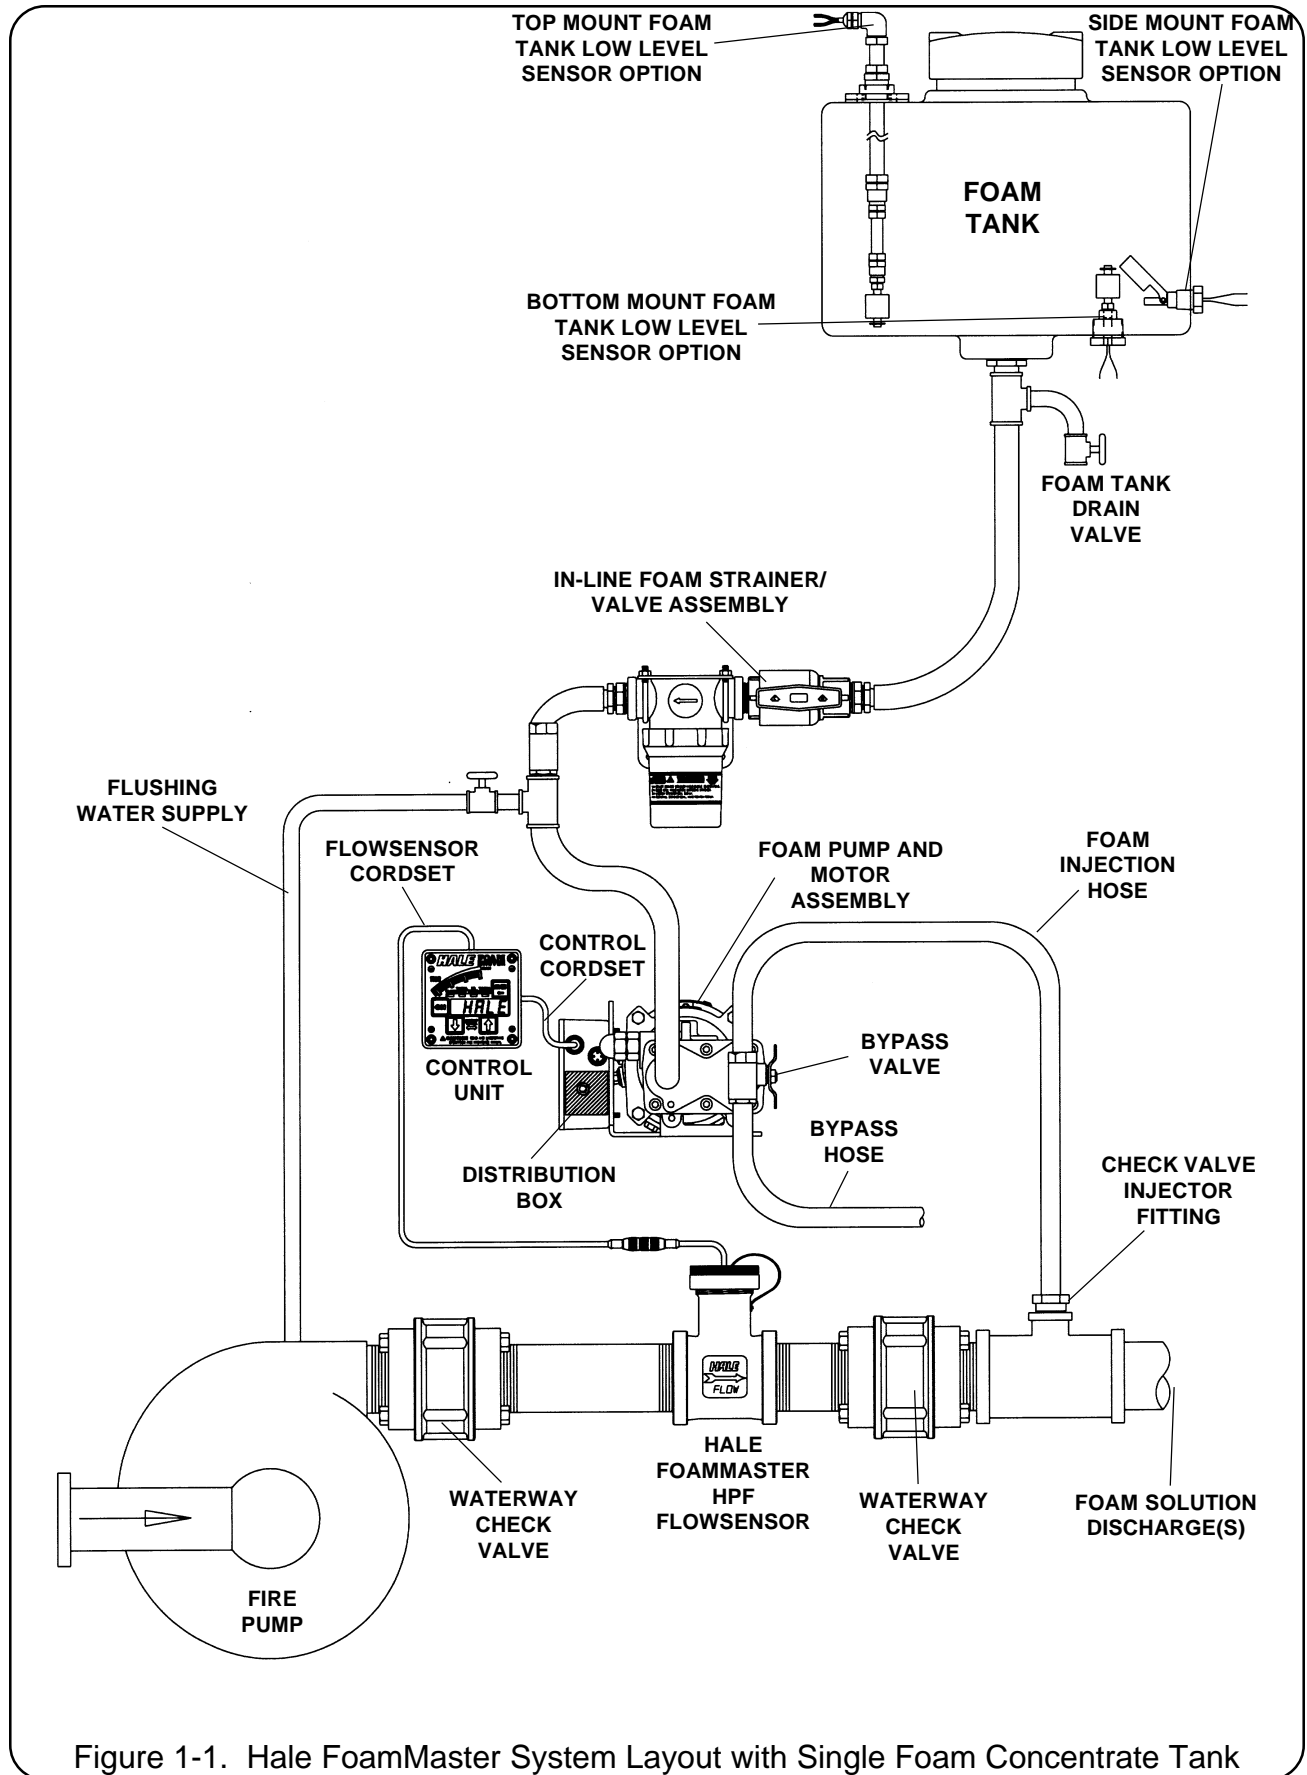 TOP MOUNT FOAM
TANK LOW LEVEL
SENSOR OPTION
SIDE MOUNT FOAM
TANK LOW LEVEL
SENSOR OPTION
FOAM
TANK
BOTTOM MOUNT FOAM
TANK LOW LEVEL
SENSOR OPTION
FOAM TANK
DRAIN
VALVE
IN-LINE FOAM STRAINER/
VALVE ASSEMBLY
FLUSHING
WATER SUPPLY
FLOWSENSOR
CORDSET
FOAM PUMP AND
MOTOR
ASSEMBLY
FOAM
INJECTION
HOSE
CONTROL
CORDSET
HALE
HALE
CONTROL
UNIT
BYPASS
VALVE
BYPASS
HOSE
DISTRIBUTION
BOX
CHECK VALVE
INJECTOR
FITTING
HALE
FLOW
HALE
FOAMMASTER
HPF
FLOWSENSOR
WATERWAY
CHECK
VALVE
WATERWAY
CHECK
VALVE
FOAM SOLUTION
DISCHARGE(S)
FIRE
PUMP
Figure 1-1. Hale FoamMaster System Layout with Single Foam Concentrate Tank